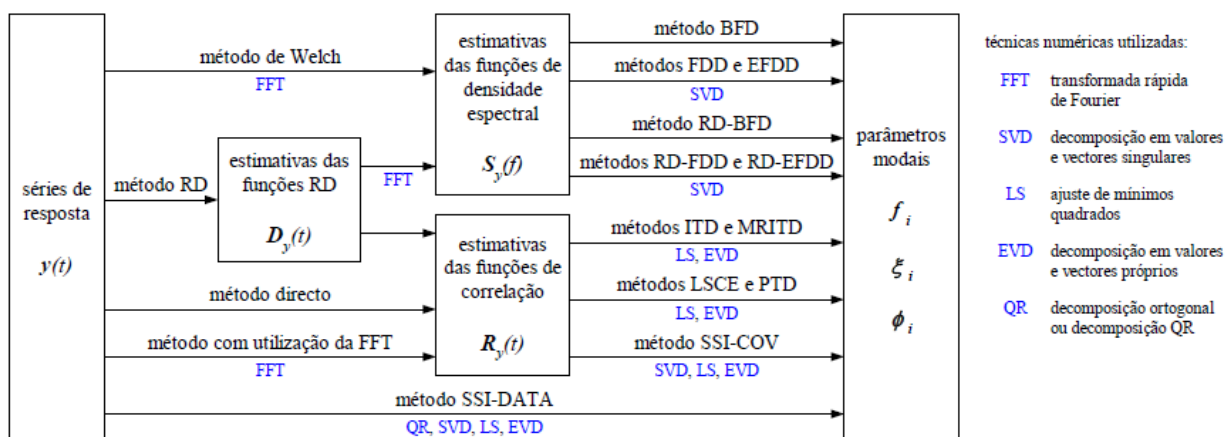 séries de
resposta
y(t)
método de Welch
FFT
método RD
estimativas das
funções RD
D_y(t)
FFT
método directo
método com utilização da FFT
FFT
método SSI-DATA
QR, SVD, LS, EVD
estimativas
das funções de
densidade
espectral
S_y(f)
estimativas
das funções de
correlação
R_y(t)
método BFD
métodos FDD e EFDD
SVD
método RD-BFD
métodos RD-FDD e RD-EFDD
SVD
métodos ITD e MRITD
LS, EVD
métodos LSCE e PTD
LS, EVD
método SSI-COV
SVD, LS, EVD
parâmetros
modais
f_i
ξ_i
ϕ_i
técnicas numéricas utilizadas:
FFT transformada rápida
de Fourier
SVD decomposição em valores
e vectores singulares
LS ajuste de mínimos
quadrados
EVD decomposição em valores
e vectores próprios
QR decomposição ortogonal
ou decomposição QR